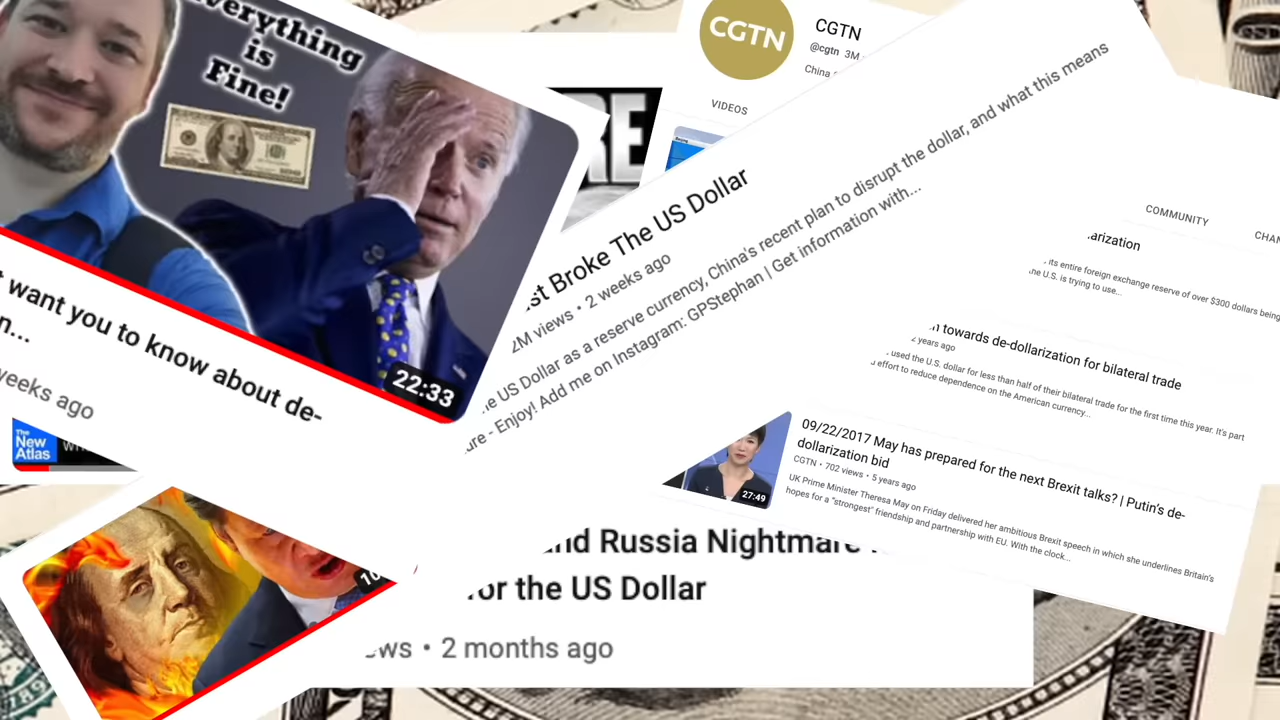 Everything
is
Fine!
22:33
want you to know about de-
weeks ago
The
New
Atlas
CGTN
CGTN
@cgtn 3M
China
VIDEOS
Broke The US Dollar
2M views • 2 weeks ago
US Dollar as a reserve currency, China's recent plan to disrupt the dollar, and what this means
- Enjoy! Add me on Instagram: GPStephan | Get information with...
COMMUNITY
its entire foreign exchange reserve of over $300 dollars being
the U.S. is trying to use...
towards de-dollarization for bilateral trade
years ago
used the U.S. dollar for less than half of their bilateral trade for the first time this year. It's part
effort to reduce dependence on the American currency...
27:49
09/22/2017 May has prepared for the next Brexit talks? | Putin's de-
dollarization bid
CGTN • 702 views • 5 years ago
UK Prime Minister Theresa May on Friday delivered her ambitious Brexit speech in which she underlines Britain's
hopes for a "strongest" friendship and partnership with EU. With the clock...
and Russia Nightmare
for the US Dollar
• 2 months ago